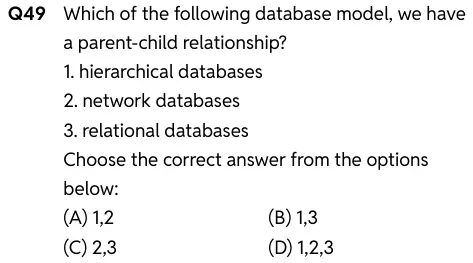 Q49 Which of the following database model, we have
a parent-child relationship?
1. hierarchical databases
2. network databases
3. relational databases
Choose the correct answer from the options
below:
(A) 1,2 (B) 1,3
(C) 2,3 (D) 1,2,3